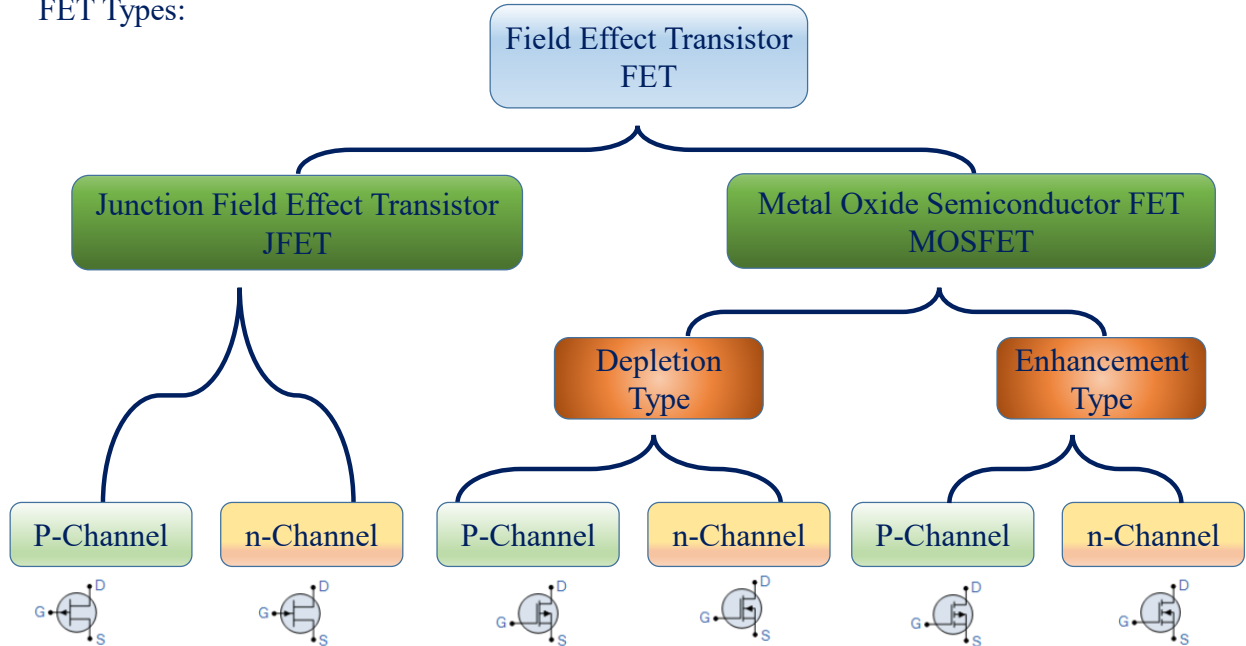 FET Types:
Field Effect Transistor
FET
Junction Field Effect Transistor
JFET
Metal Oxide Semiconductor FET
MOSFET
Depletion
Type
Enhancement
Type
P-Channel
n-Channel
P-Channel
n-Channel
P-Channel
n-Channel
D
G
S
D
G
S
D
G
S
D
G
S
D
G
S
D
G
S